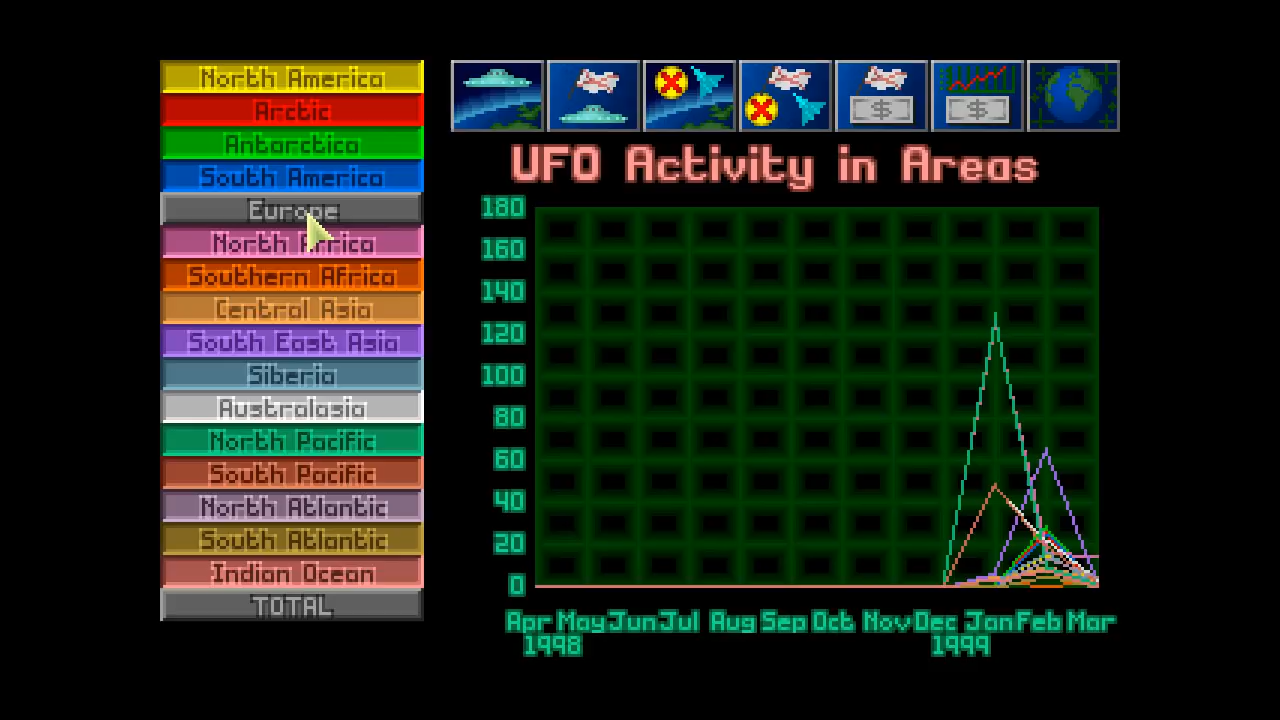 North America
Arctic
Antarctica
South America
Europe
North Africa
Southern Africa
Central Asia
South East Asia
Siberia
Australasia
North Pacific
South Pacific
North Atlantic
South Atlantic
Indian Ocean
TOTAL
$ $
UFO Activity in Areas
180
160
140
120
100
80
60
40
20
0
Apr May Jun Jul Aug Sep Oct Nov Dec Jan Feb Mar
1998 1999